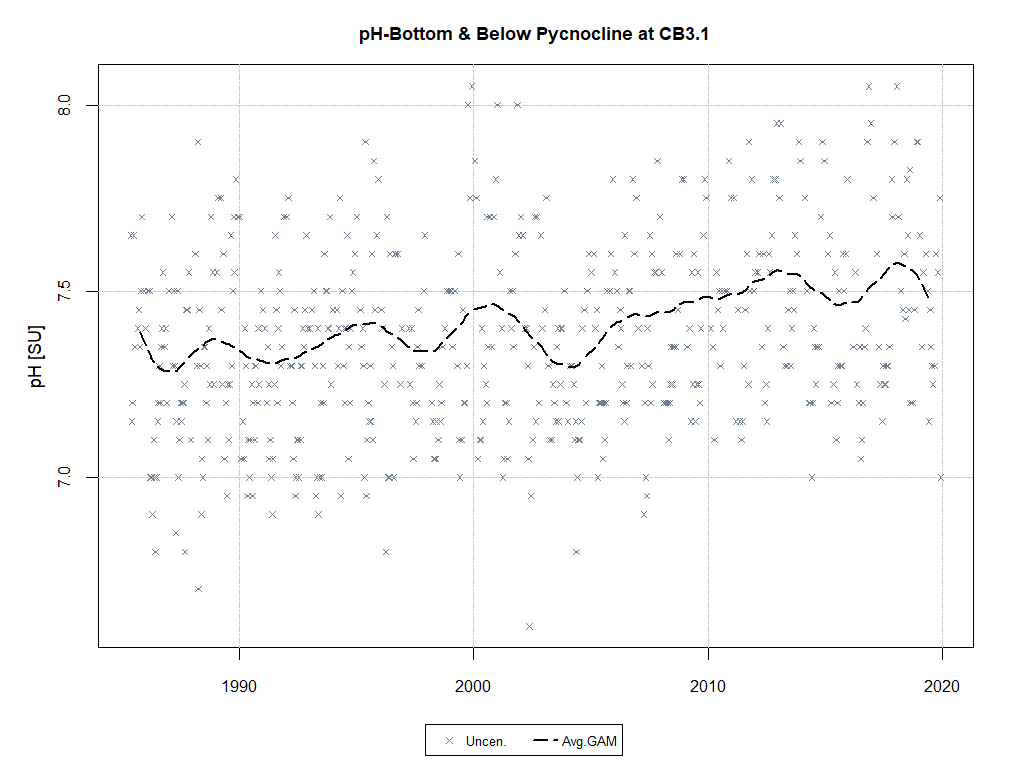 pH-Bottom & Below Pycnocline at CB3.1
8.0
7.5
7.0
pH [SU]
1990 2000 2010 2020
Uncen. Avg.GAM